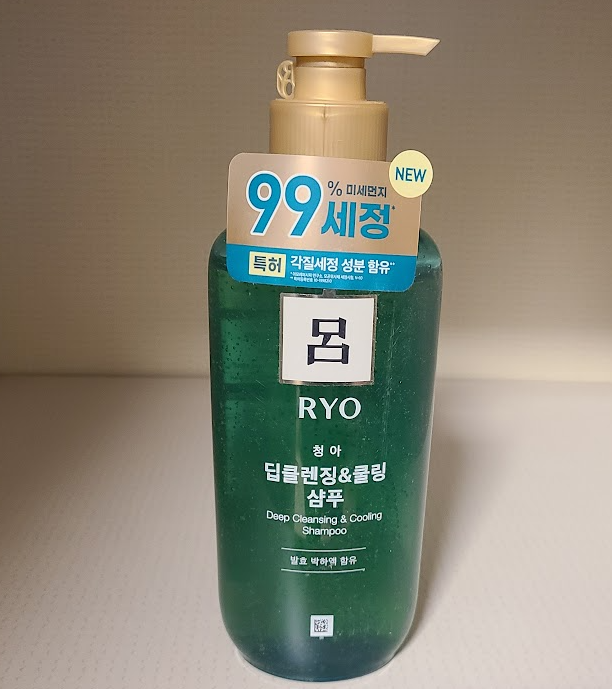 NEW
99% 미세먼지
세정*
특허 각질세정 성분 함유**
呂
RYO
청아
딥클렌징&쿨링
샴푸
Deep Cleansing & Cooling
Shampoo
발효 박하엑 함유